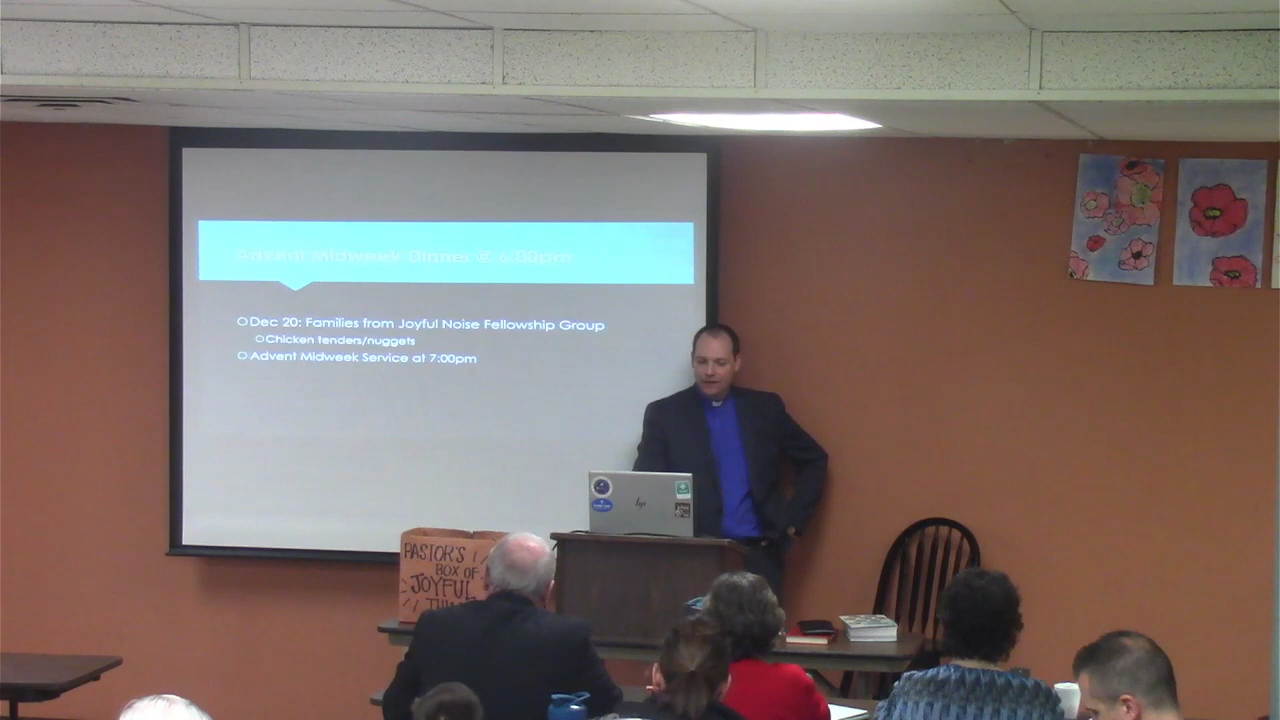 Advent Midweek Dinner @ 6:00pm
Dec 20: Families from Joyful Noise Fellowship Group
Chicken tenders/nuggets
Advent Midweek Service at 7:00pm
hp
PASTOR'S
BOX OF
JOYFUL